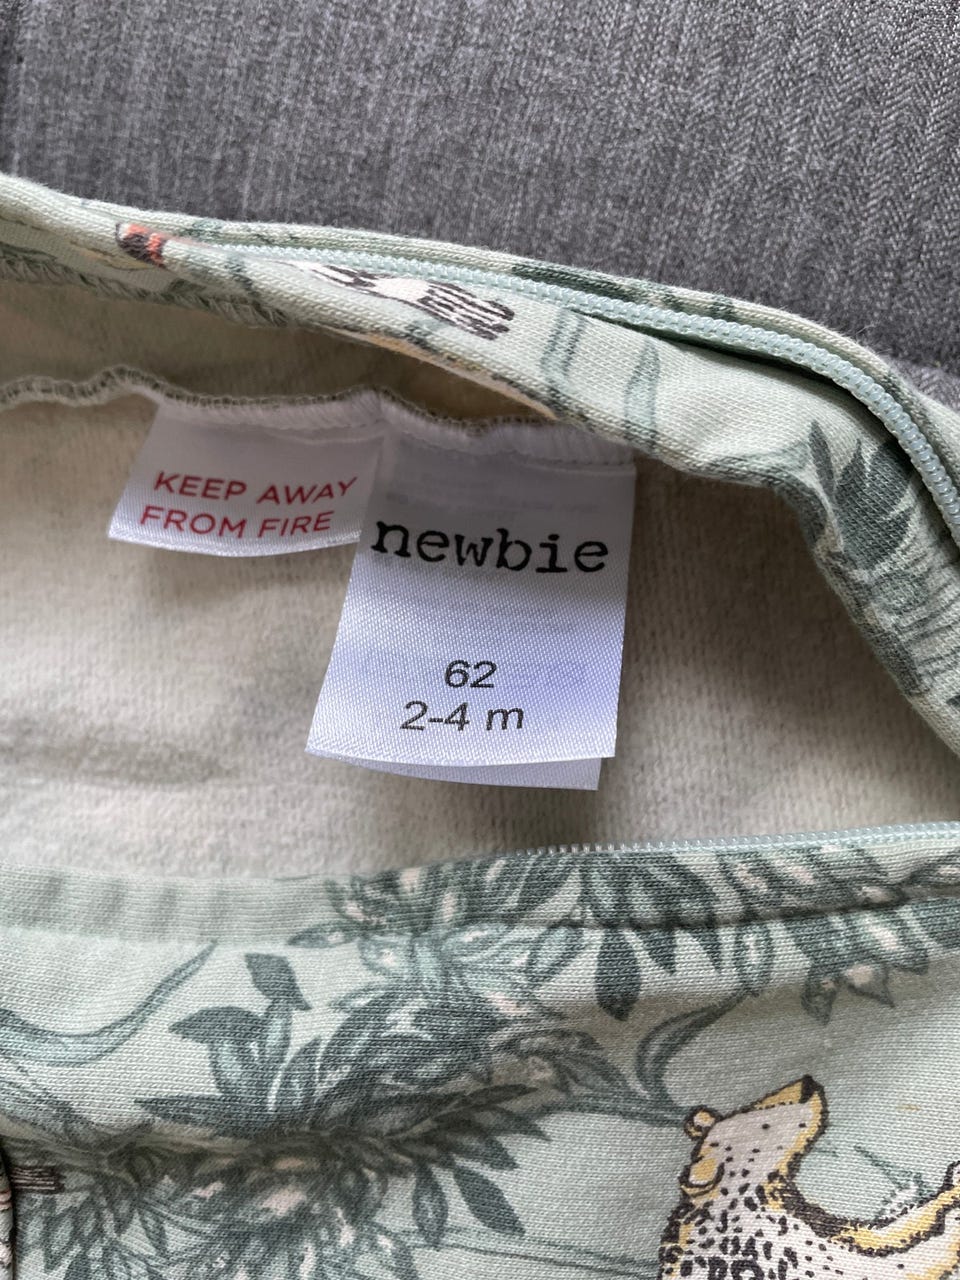 KEEP AWAY
FROM FIRE
newbie
62
2-4 m